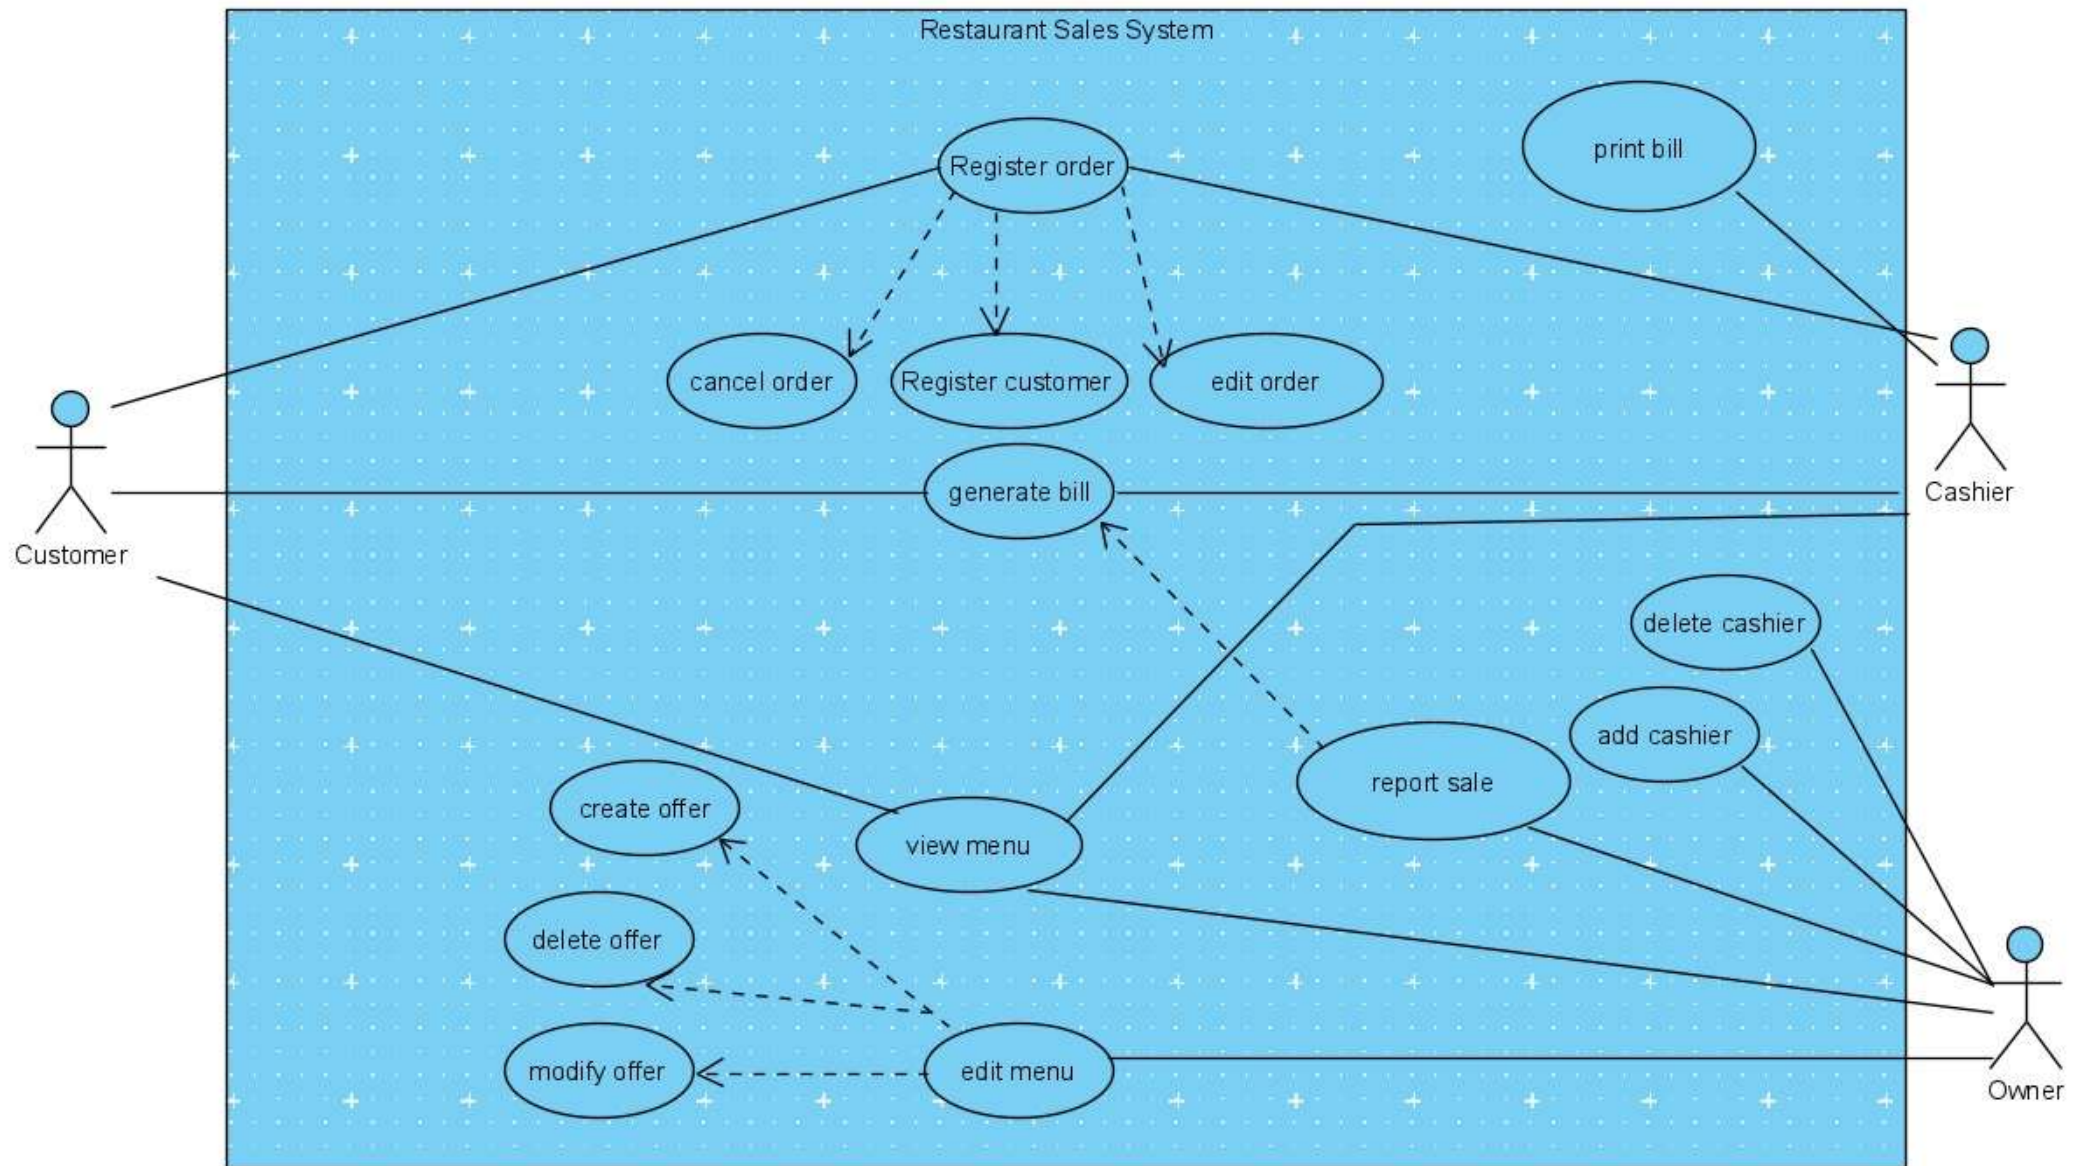 Restaurant Sales System
print bill
Register order
cancel order
Register customer
edit order
generate bill
Cashier
Customer
delete cashier
add cashier
report sale
create offer
view menu
delete offer
modify offer
edit menu
Owner